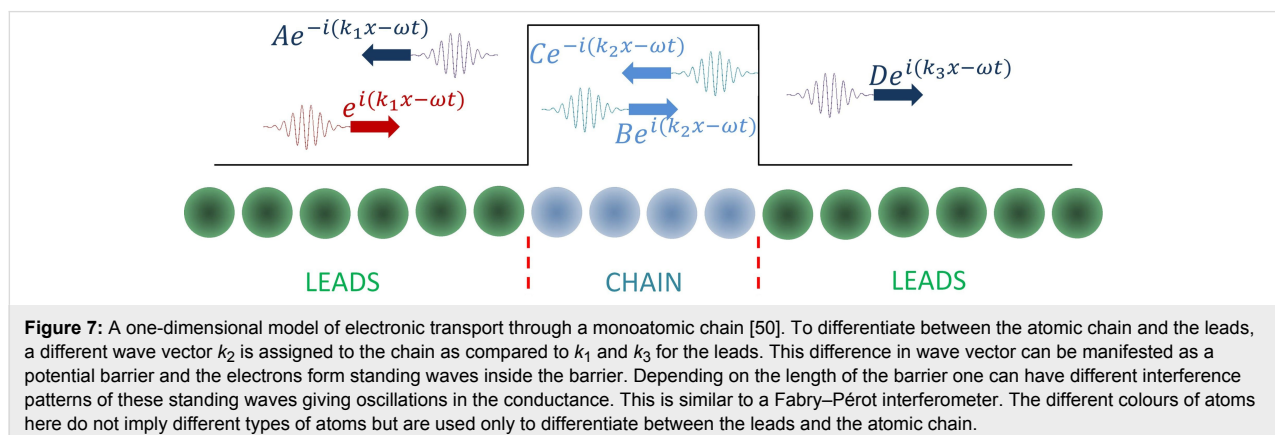 Ae^{-i(k_1x-ωt)}
e^{i(k_1x-ωt)}
Ce^{-i(k_2x-ωt)}
Be^{i(k_2x-ωt)}
De^{i(k_3x-ωt)}
LEADS
CHAIN
LEADS
Figure 7: A one-dimensional model of electronic transport through a monoatomic chain [50]. To differentiate between the atomic chain and the leads,
a different wave vector k_2 is assigned to the chain as compared to k_1 and k_3 for the leads. This difference in wave vector can be manifested as a
potential barrier and the electrons form standing waves inside the barrier. Depending on the length of the barrier one can have different interference
patterns of these standing waves giving oscillations in the conductance. This is similar to a Fabry–Pérot interferometer. The different colours of atoms
here do not imply different types of atoms but are used only to differentiate between the leads and the atomic chain.